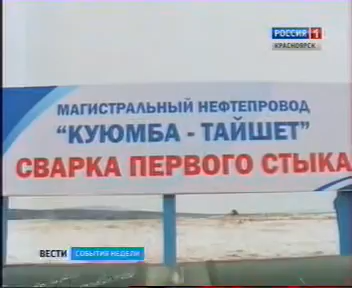 РОССИЯ 1
КРАСНОЯРСК
МАГИСТРАЛЬНЫЙ НЕФТЕПРОВОД
“КУЮМБА - ТАЙШЕТ”
СВАРКА ПЕРВОГО СТЫКА
ВЕСТИ СОБЫТИЯ НЕДЕЛИ